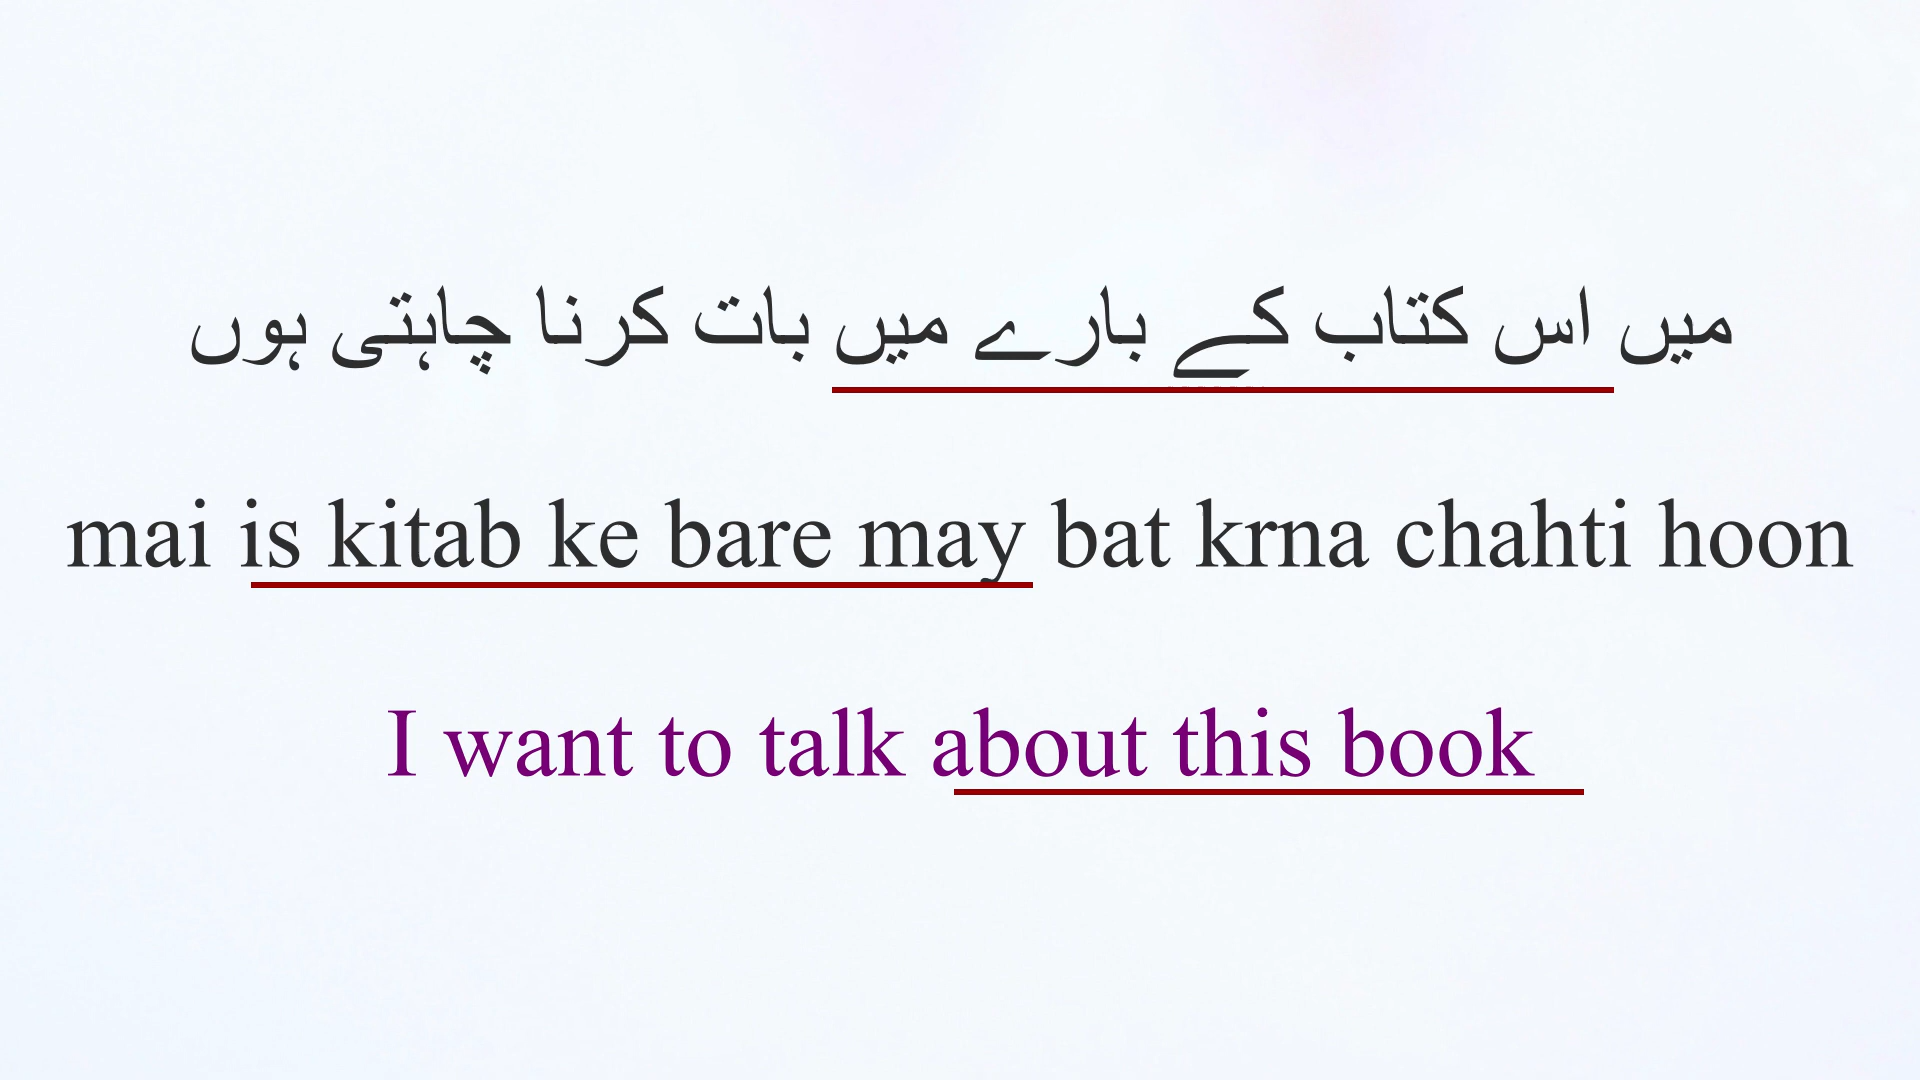 میں اس کتاب کے بارے میں بات کرنا چاہتی ہوں
mai is kitab ke bare may bat krna chahti hoon
I want to talk about this book